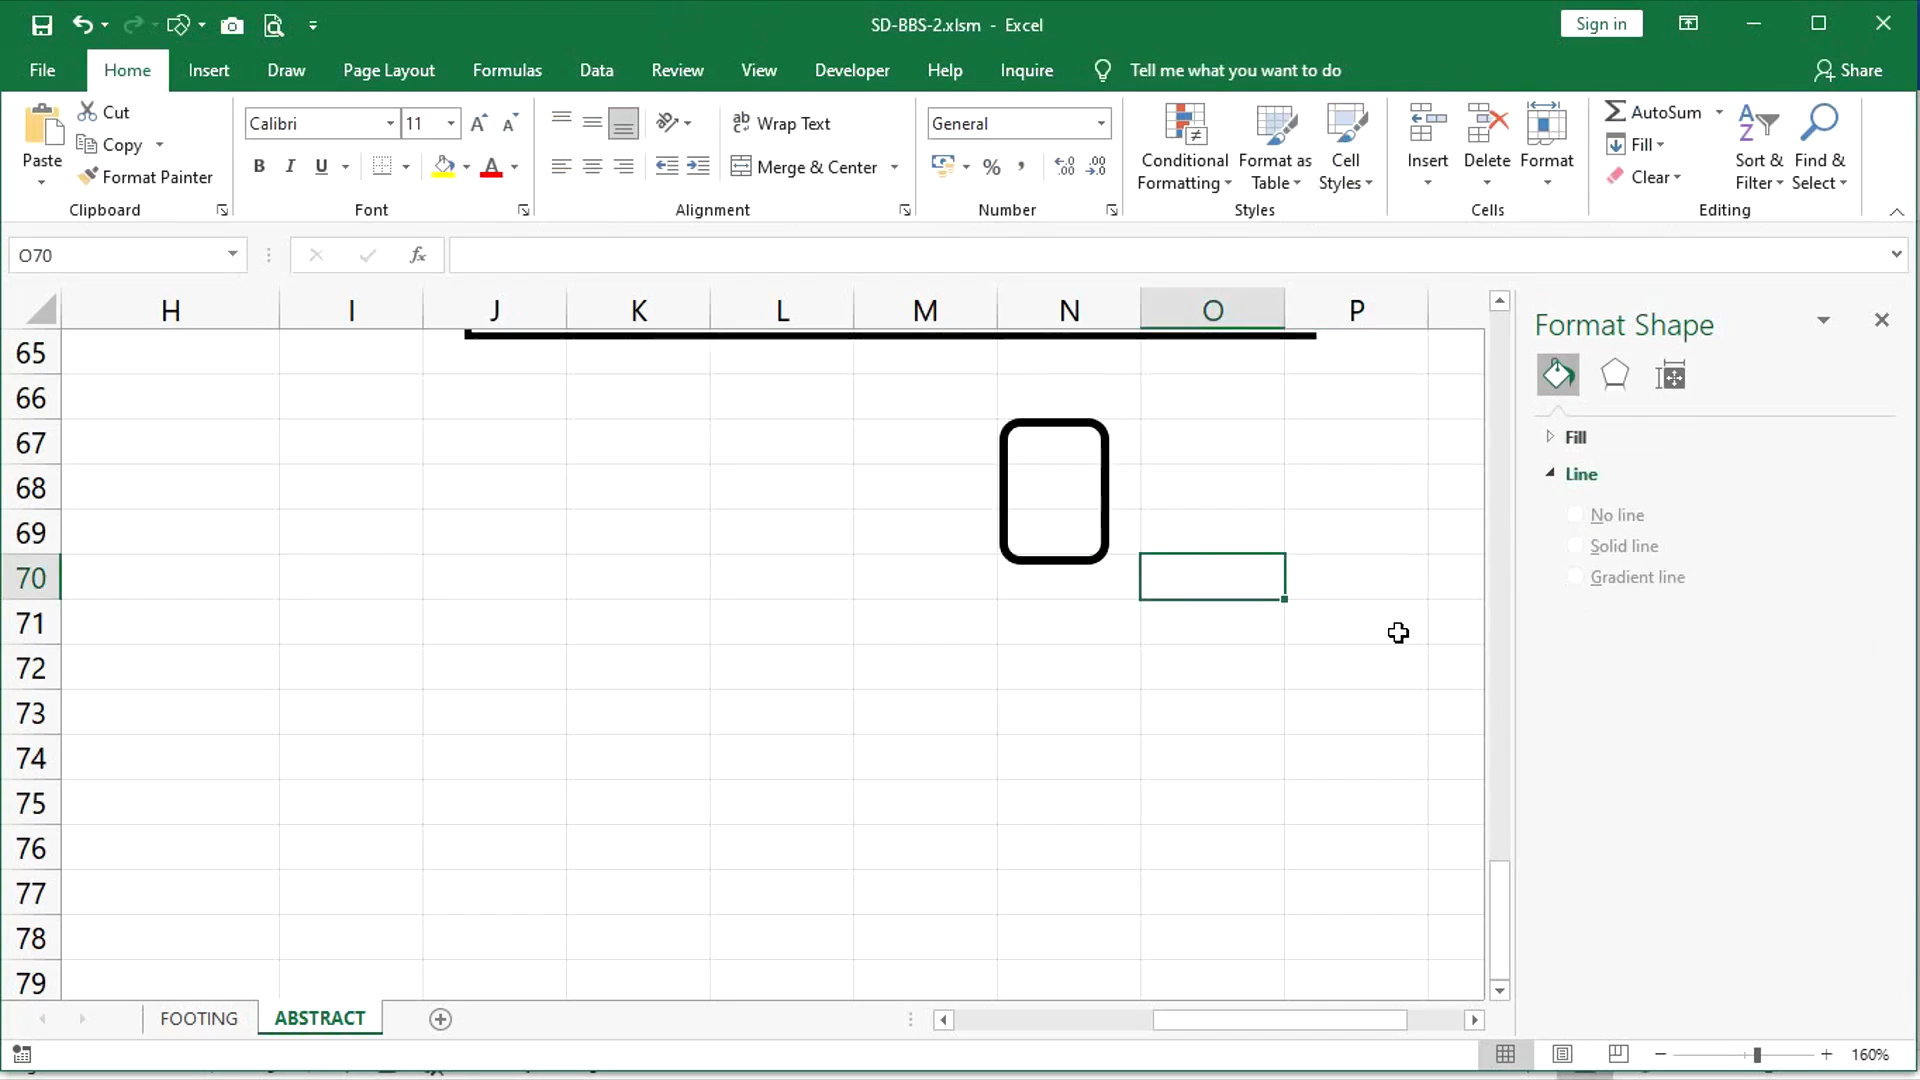 SD-BBS-2.xlsm - Excel
Sign in
File Home Insert Draw Page Layout Formulas Data Review View Developer Help Inquire Tell me what you want to do Share
Paste
Cut
Copy
Format Painter
Clipboard
Calibri 11
B I U A
Font
ab Wrap Text
Merge & Center
Alignment
General
% ,
Number
Conditional Formatting
Format as Table
Cell Styles
Styles
Insert Delete Format
Cells
AutoSum
Fill
Clear
Sort & Filter
Find & Select
Editing
O70 fx
H I J K L M N O P
65
66
67
68
69
70
71
72
73
74
75
76
77
78
79
Format Shape
Fill
Line
No line
Solid line
Gradient line
FOOTING ABSTRACT
160%